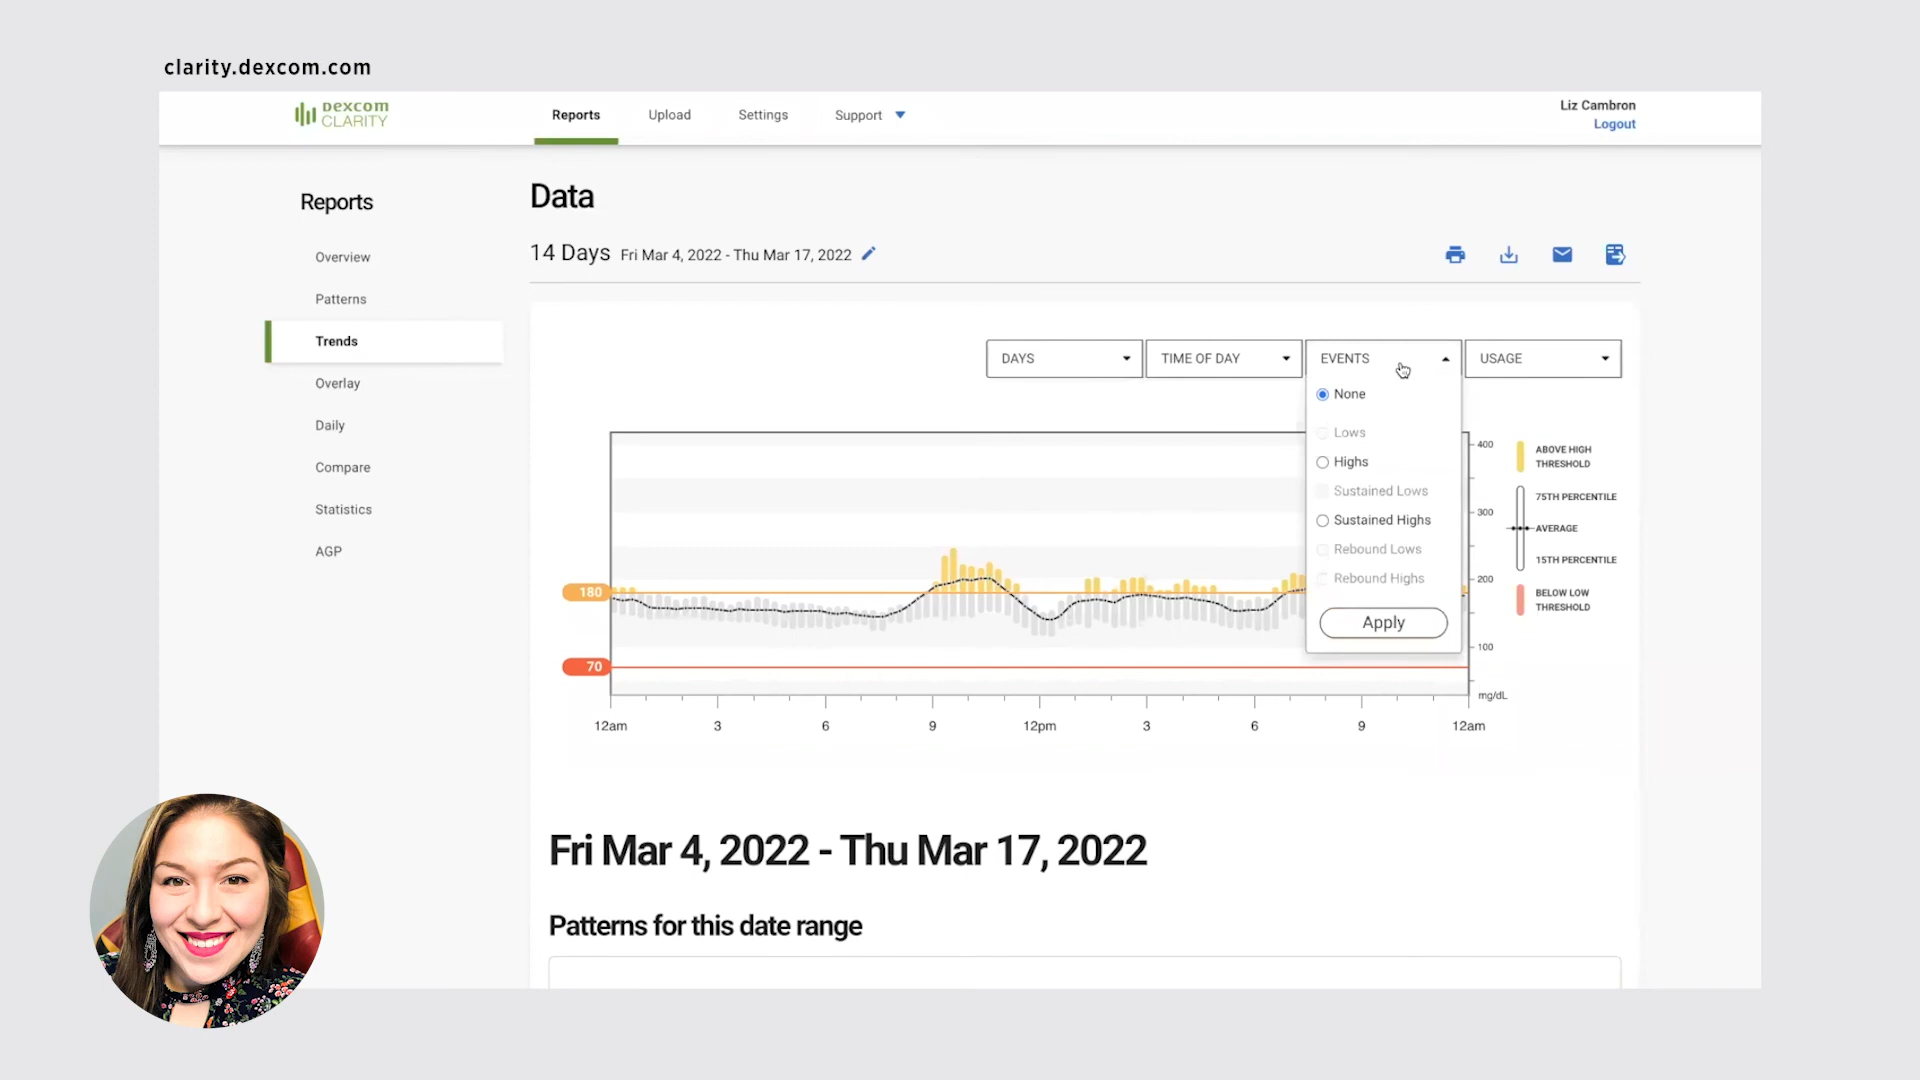 clarity.dexcom.com
Dexcom
CLARITY
Reports
Upload
Settings
Support
Liz Cambron
Logout
Reports
Overview
Patterns
Trends
Overlay
Daily
Compare
Statistics
AGP
Data
14 Days Fri Mar 4, 2022 - Thu Mar 17, 2022
DAYS
TIME OF DAY
EVENTS
USAGE
None
Lows
Highs
Sustained Lows
Sustained Highs
Rebound Lows
Rebound Highs
Apply
180
70
400
300
200
100
mg/dL
ABOVE HIGH
THRESHOLD
75TH PERCENTILE
AVERAGE
15TH PERCENTILE
BELOW LOW
THRESHOLD
12am 3 6 9 12pm 3 6 9 12am
Fri Mar 4, 2022 - Thu Mar 17, 2022
Patterns for this date range